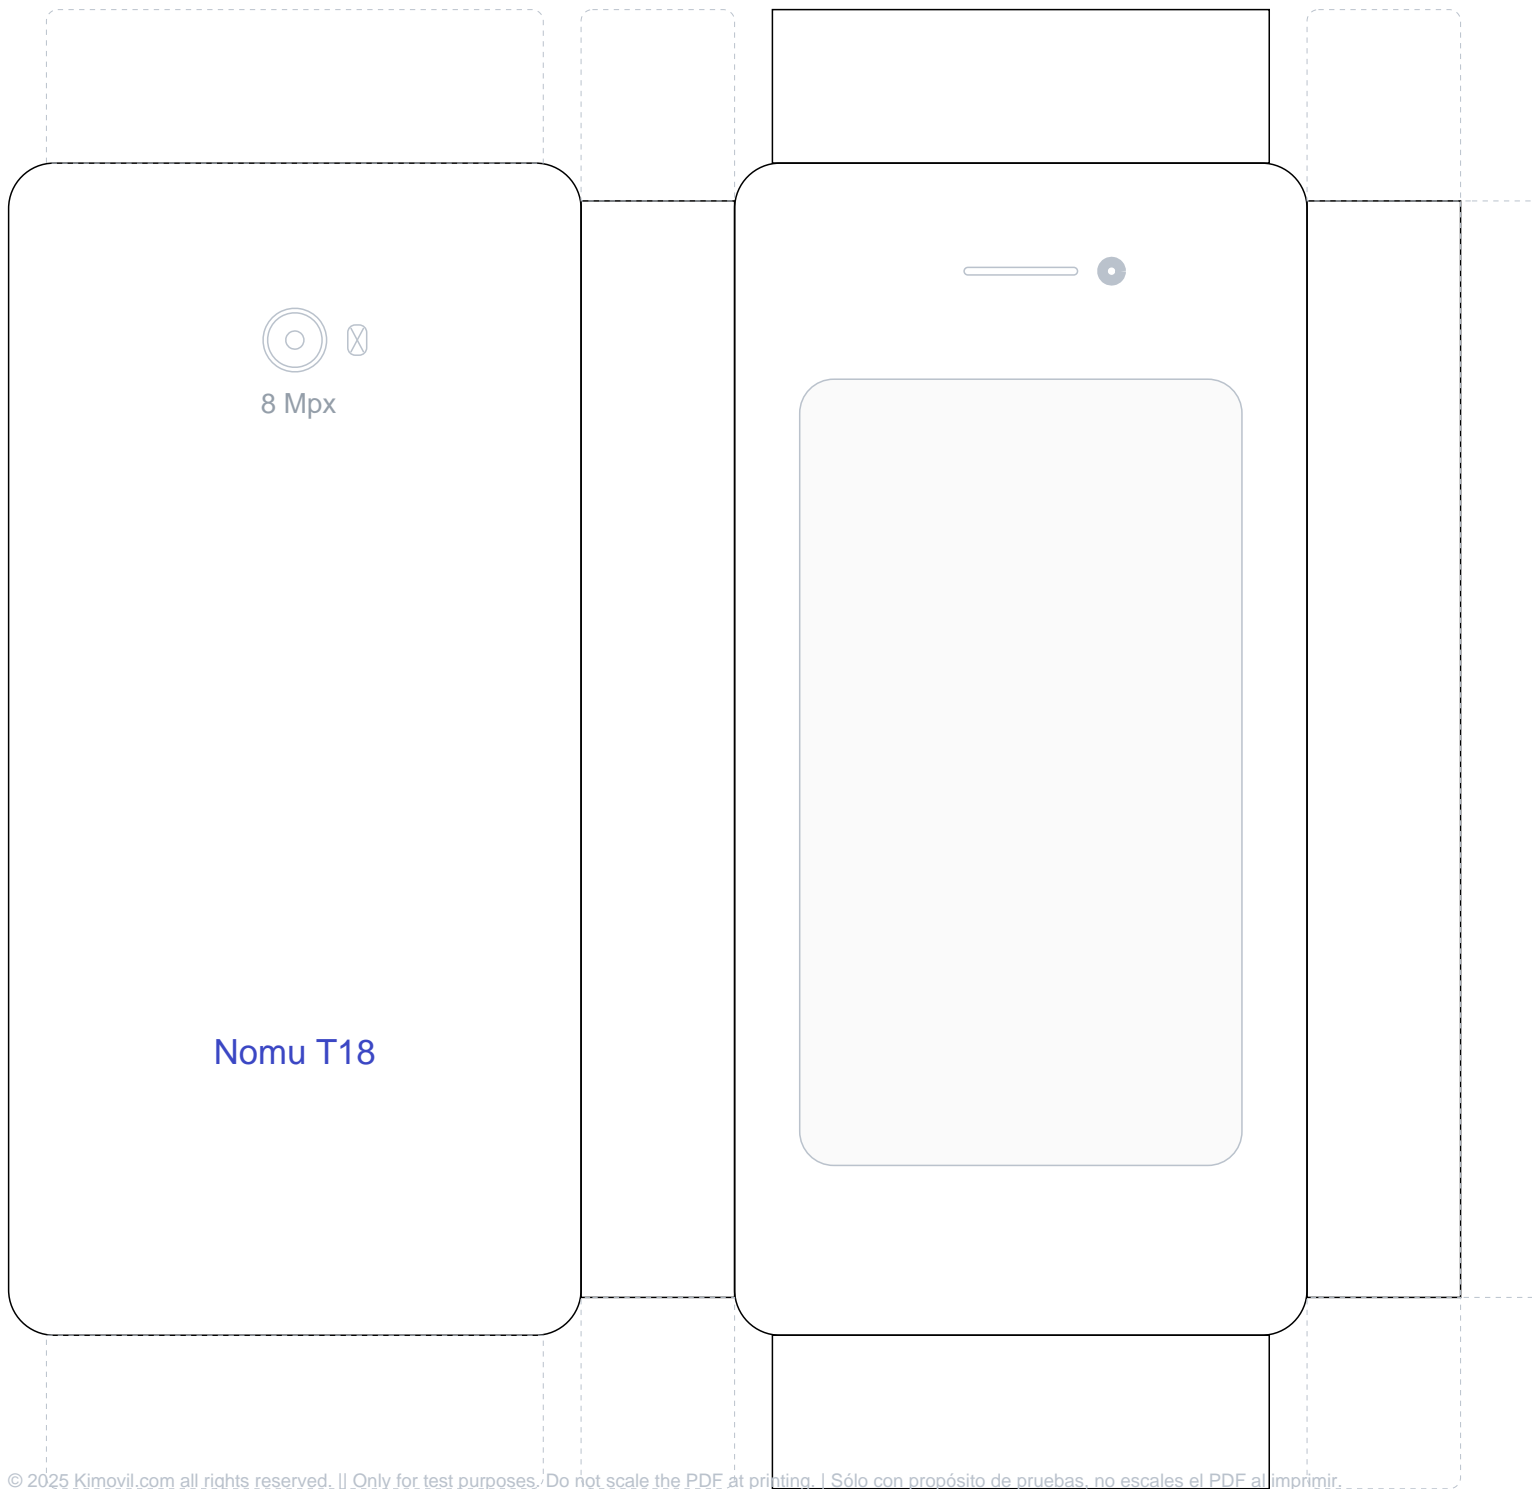 8 Mpx
Nomu T18
© 2025 Kimovil.com all rights reserved. || Only for test purposes. Do not scale the PDF at printing. | Sólo con propósito de pruebas, no escales el PDF al imprimir.